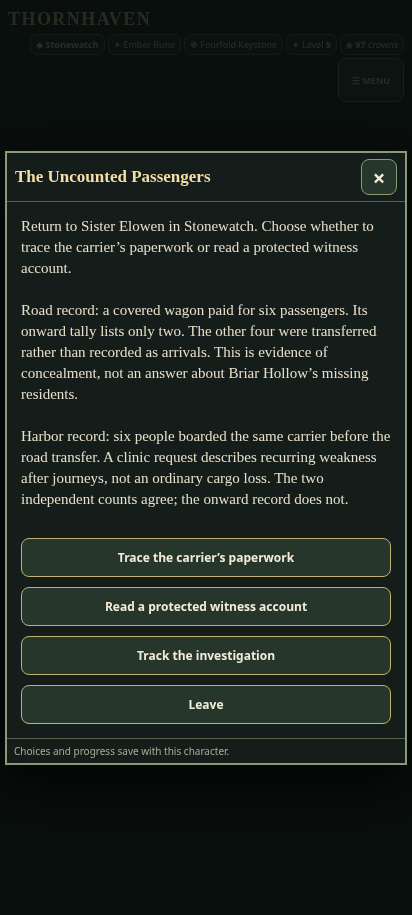 THORNHAVEN
◆ Stonewatch ✦ Ember Rune ❖ Fourfold Keystone ✦ Level 5 ◈ 97 crowns
☰ MENU
The Uncounted Passengers
×
Return to Sister Elowen in Stonewatch. Choose whether to
trace the carrier’s paperwork or read a protected witness
account.
Road record: a covered wagon paid for six passengers. Its
onward tally lists only two. The other four were transferred
rather than recorded as arrivals. This is evidence of
concealment, not an answer about Briar Hollow’s missing
residents.
Harbor record: six people boarded the same carrier before the
road transfer. A clinic request describes recurring weakness
after journeys, not an ordinary cargo loss. The two
independent counts agree; the onward record does not.
Trace the carrier’s paperwork
Read a protected witness account
Track the investigation
Leave
Choices and progress save with this character.